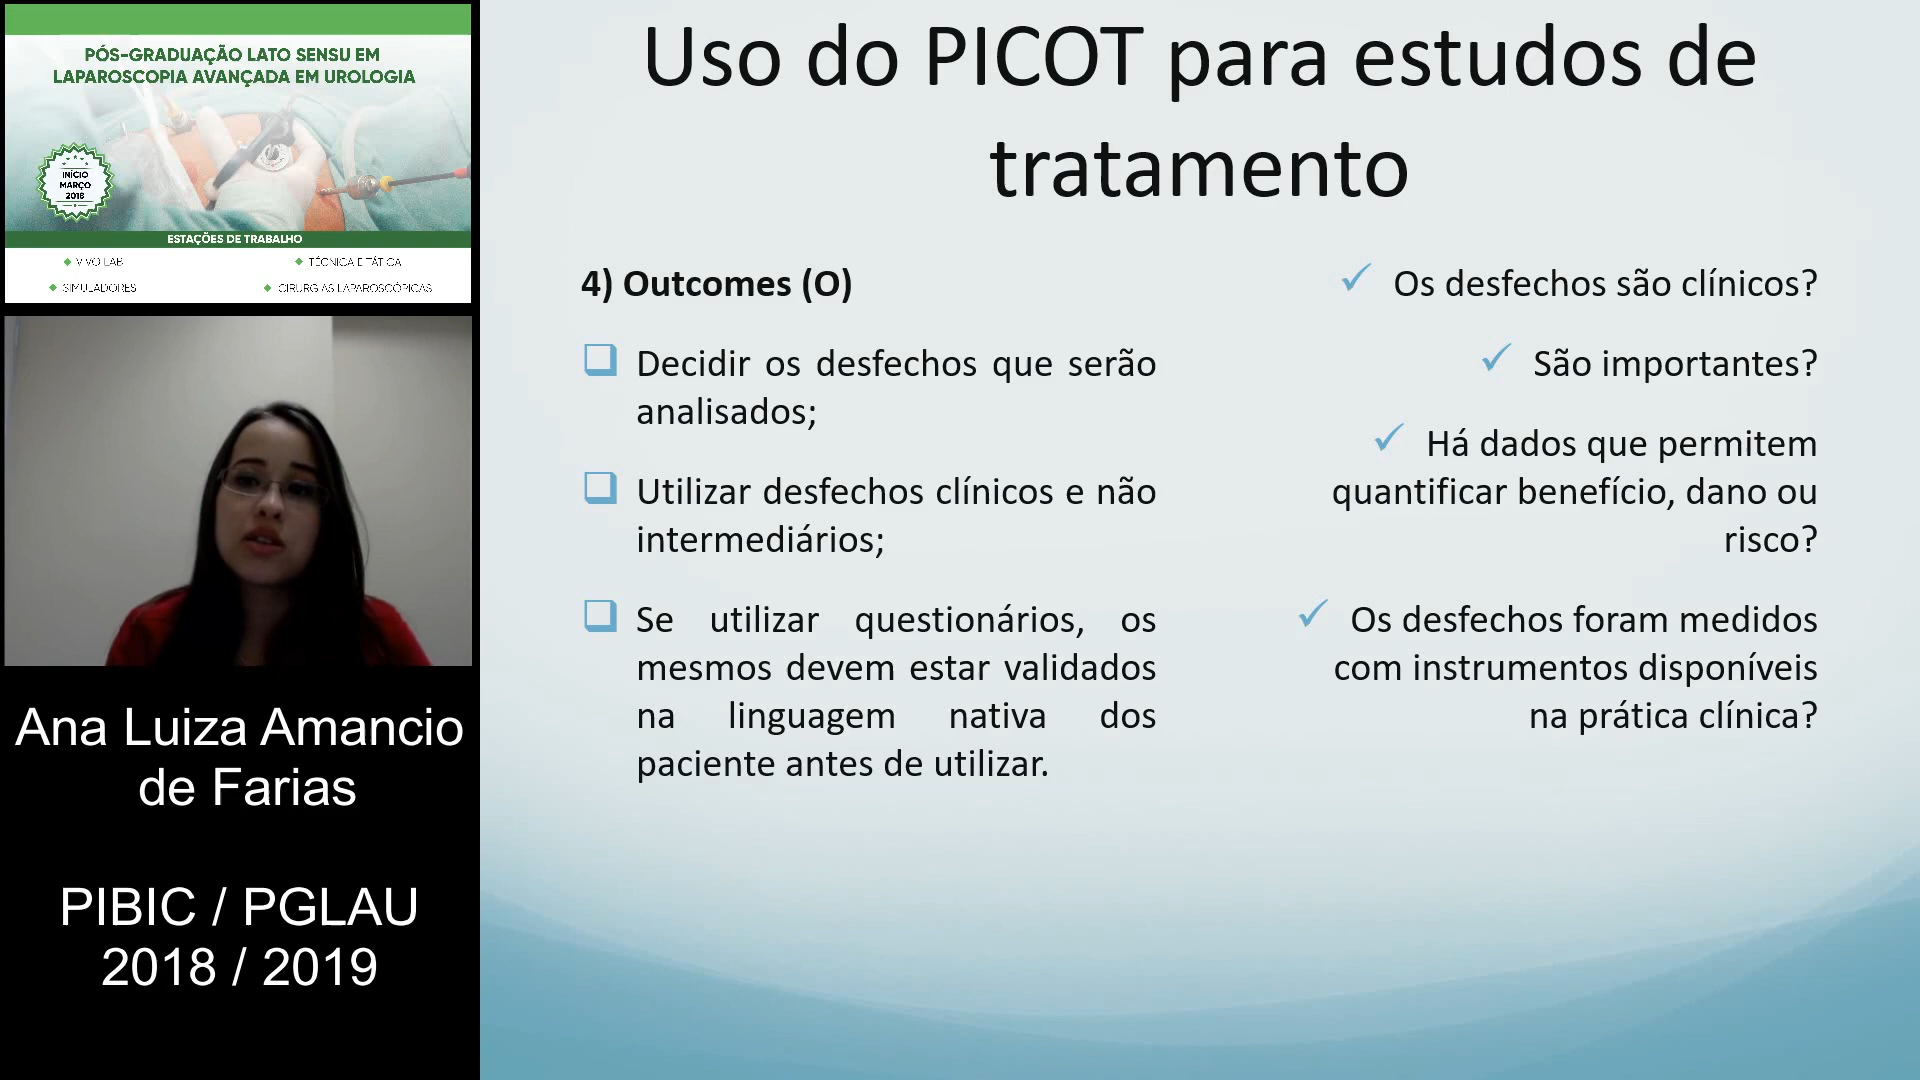 PÓS-GRADUAÇÃO LATO SENSU EM
LAPAROSCOPIA AVANÇADA EM UROLOGIA
INÍCIO
MARÇO
2018
ESTAÇÕES DE TRABALHO
VIVO LAB
TÉCNICA E TÁTICA
SIMULADORES
CIRURGIAS LAPAROSCÓPICAS
Ana Luiza Amancio
de Farias
PIBIC / PGLAU
2018 / 2019
Uso do PICOT para estudos de
tratamento
4) Outcomes (O)
Decidir os desfechos que serão
analisados;
Utilizar desfechos clínicos e não
intermediários;
Se utilizar questionários, os
mesmos devem estar validados
na linguagem nativa dos
paciente antes de utilizar.
Os desfechos são clínicos?
São importantes?
Há dados que permitem
quantificar benefício, dano ou
risco?
Os desfechos foram medidos
com instrumentos disponíveis
na prática clínica?